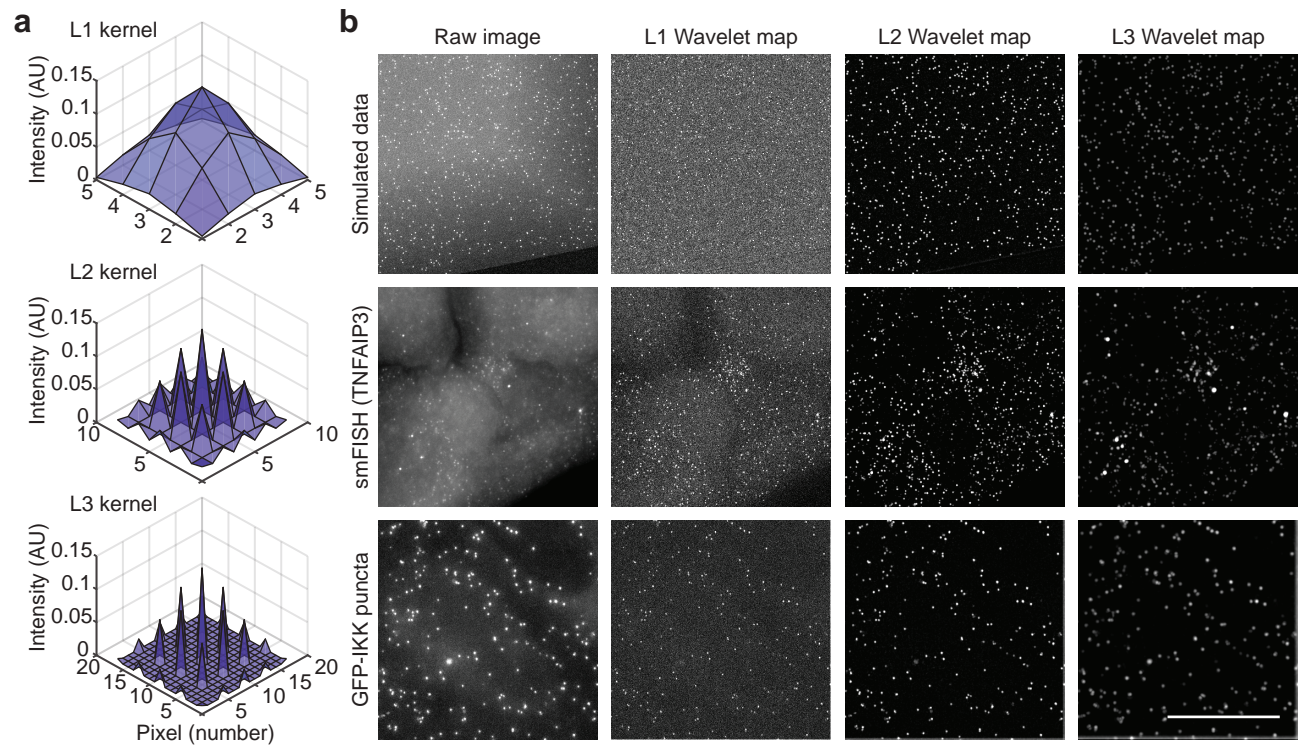 a
L1 kernel
Intensity (AU)
0.15
0.1
0.05
0
5
4
3
2
2
3
4
5
L2 kernel
Intensity (AU)
0.15
0.1
0.05
0
10
5
5
10
L3 kernel
Intensity (AU)
0.15
0.1
0.05
0
20
15
10
5
5
10
15
20
Pixel (number)
b
Raw image
L1 Wavelet map
L2 Wavelet map
L3 Wavelet map
Simulated data
smFISH (TNFAIP3)
GFP-IKK puncta